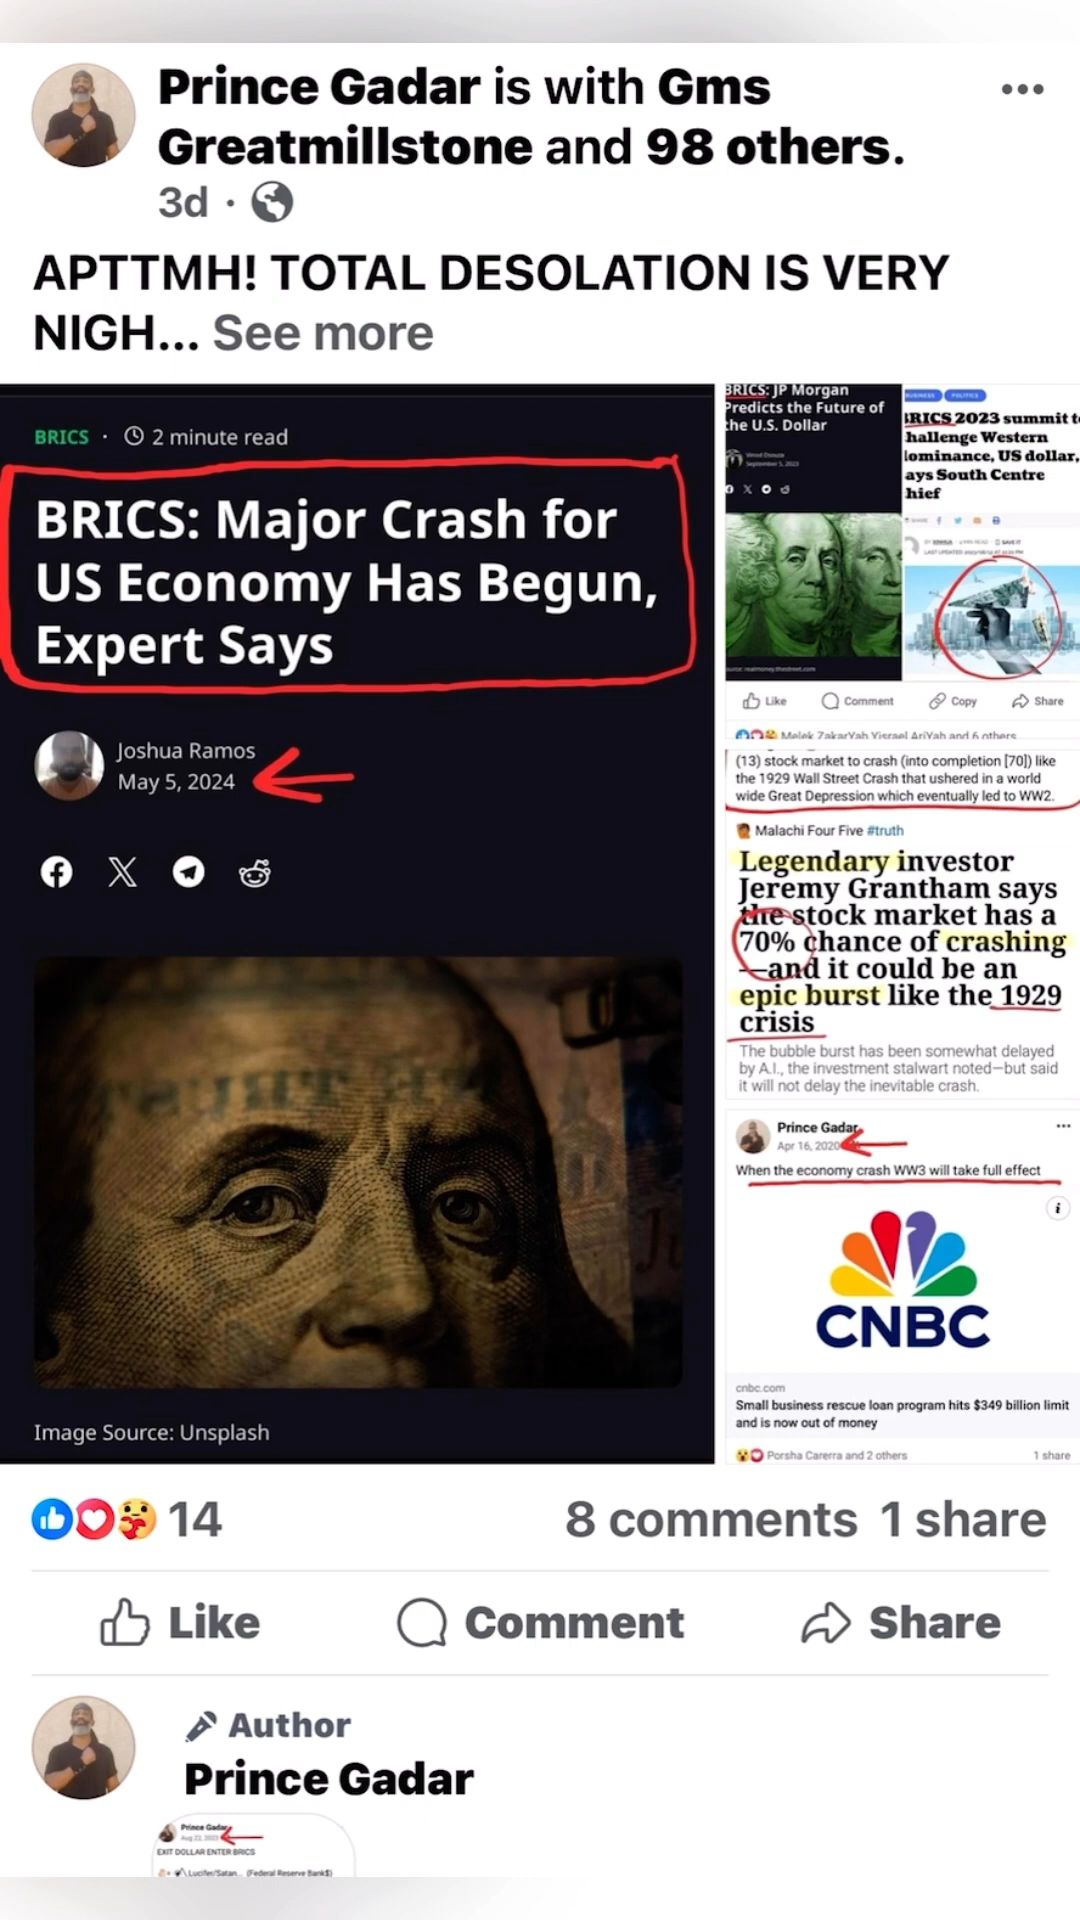 Prince Gadar is with Gms
Greatmillstone and 98 others.
3d ·
APTTMH! TOTAL DESOLATION IS VERY
NIGH... See more
BRICS · 2 minute read
BRICS: Major Crash for
US Economy Has Begun,
Expert Says
Joshua Ramos
May 5, 2024
Image Source: Unsplash
BRICS: JP Morgan
Predicts the Future of
the U.S. Dollar
September 5, 2023
BUSINESS POLITICS
BRICS 2023 summit t
hallenge Western
lominance, US dollar,
ays South Centre
hief
Like Comment Copy Share
Melek ZakarYah Yisrael AriYah and 6 others
(13) stock market to crash (into completion [70]) like
the 1929 Wall Street Crash that ushered in a world
wide Great Depression which eventually led to WW2.
Malachi Four Five #truth
Legendary investor
Jeremy Grantham says
the stock market has a
70% chance of crashing
—and it could be an
epic burst like the 1929
crisis
The bubble burst has been somewhat delayed
by A.I., the investment stalwart noted—but said
it will not delay the inevitable crash.
Prince Gadar
Apr 16, 2020
When the economy crash WW3 will take full effect
CNBC
cnbc.com
Small business rescue loan program hits $349 billion limit
and is now out of money
Porsha Carerra and 2 others 1 share
14 8 comments 1 share
Like Comment Share
Author
Prince Gadar
Prince Gadar
Aug 22, 2023
EXIT DOLLAR ENTER BRICS
Lucifer/Satan... (Federal Reserve Bank$)